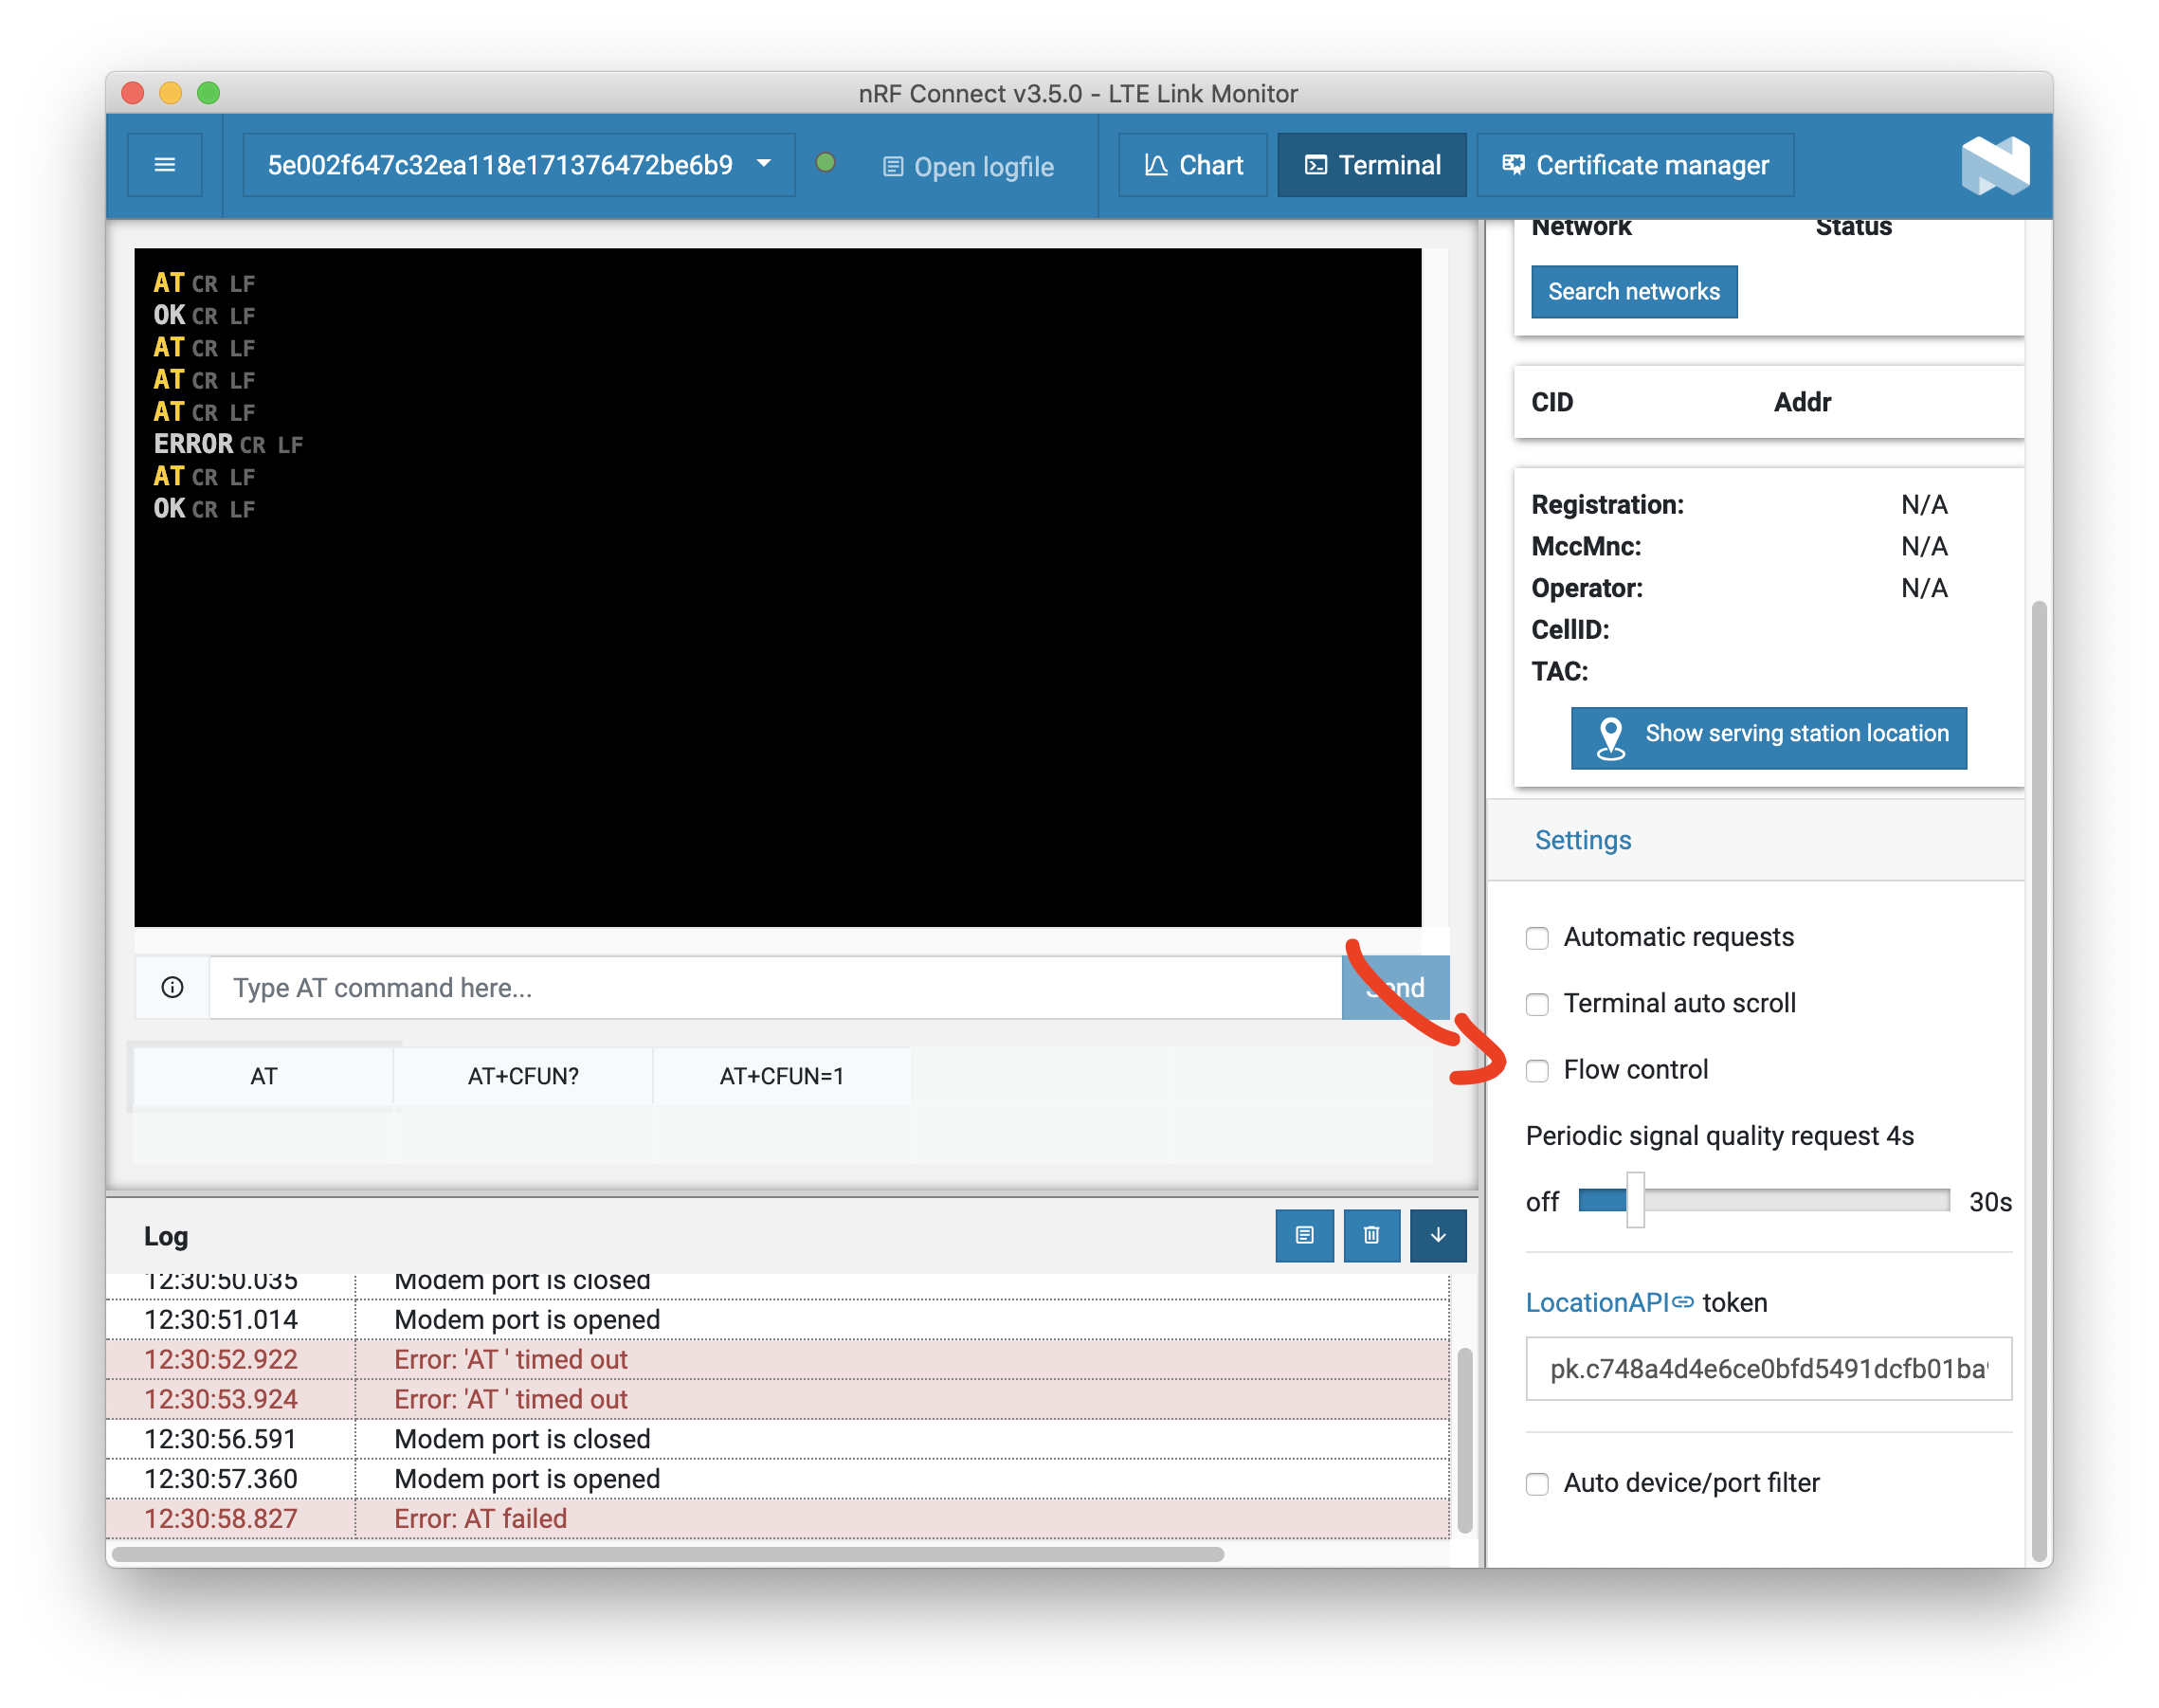 nRF Connect v3.5.0 - LTE Link Monitor
5e002f647c32ea118e171376472be6b9
Open logfile
Chart
Terminal
Certificate manager
AT CR LF
OK CR LF
AT CR LF
AT CR LF
AT CR LF
ERROR CR LF
AT CR LF
OK CR LF
Type AT command here...
Send
AT
AT+CFUN?
AT+CFUN=1
Log
12:30:50.035 Modem port is closed
12:30:51.014 Modem port is opened
12:30:52.922 Error: 'AT ' timed out
12:30:53.924 Error: 'AT ' timed out
12:30:56.591 Modem port is closed
12:30:57.360 Modem port is opened
12:30:58.827 Error: AT failed
Network Status
Search networks
CID Addr
Registration: N/A
MccMnc: N/A
Operator: N/A
CellID:
TAC:
Show serving station location
Settings
Automatic requests
Terminal auto scroll
Flow control
Periodic signal quality request 4s
off 30s
LocationAPI token
pk.c748a4d4e6ce0bfd5491dcfb01ba
Auto device/port filter